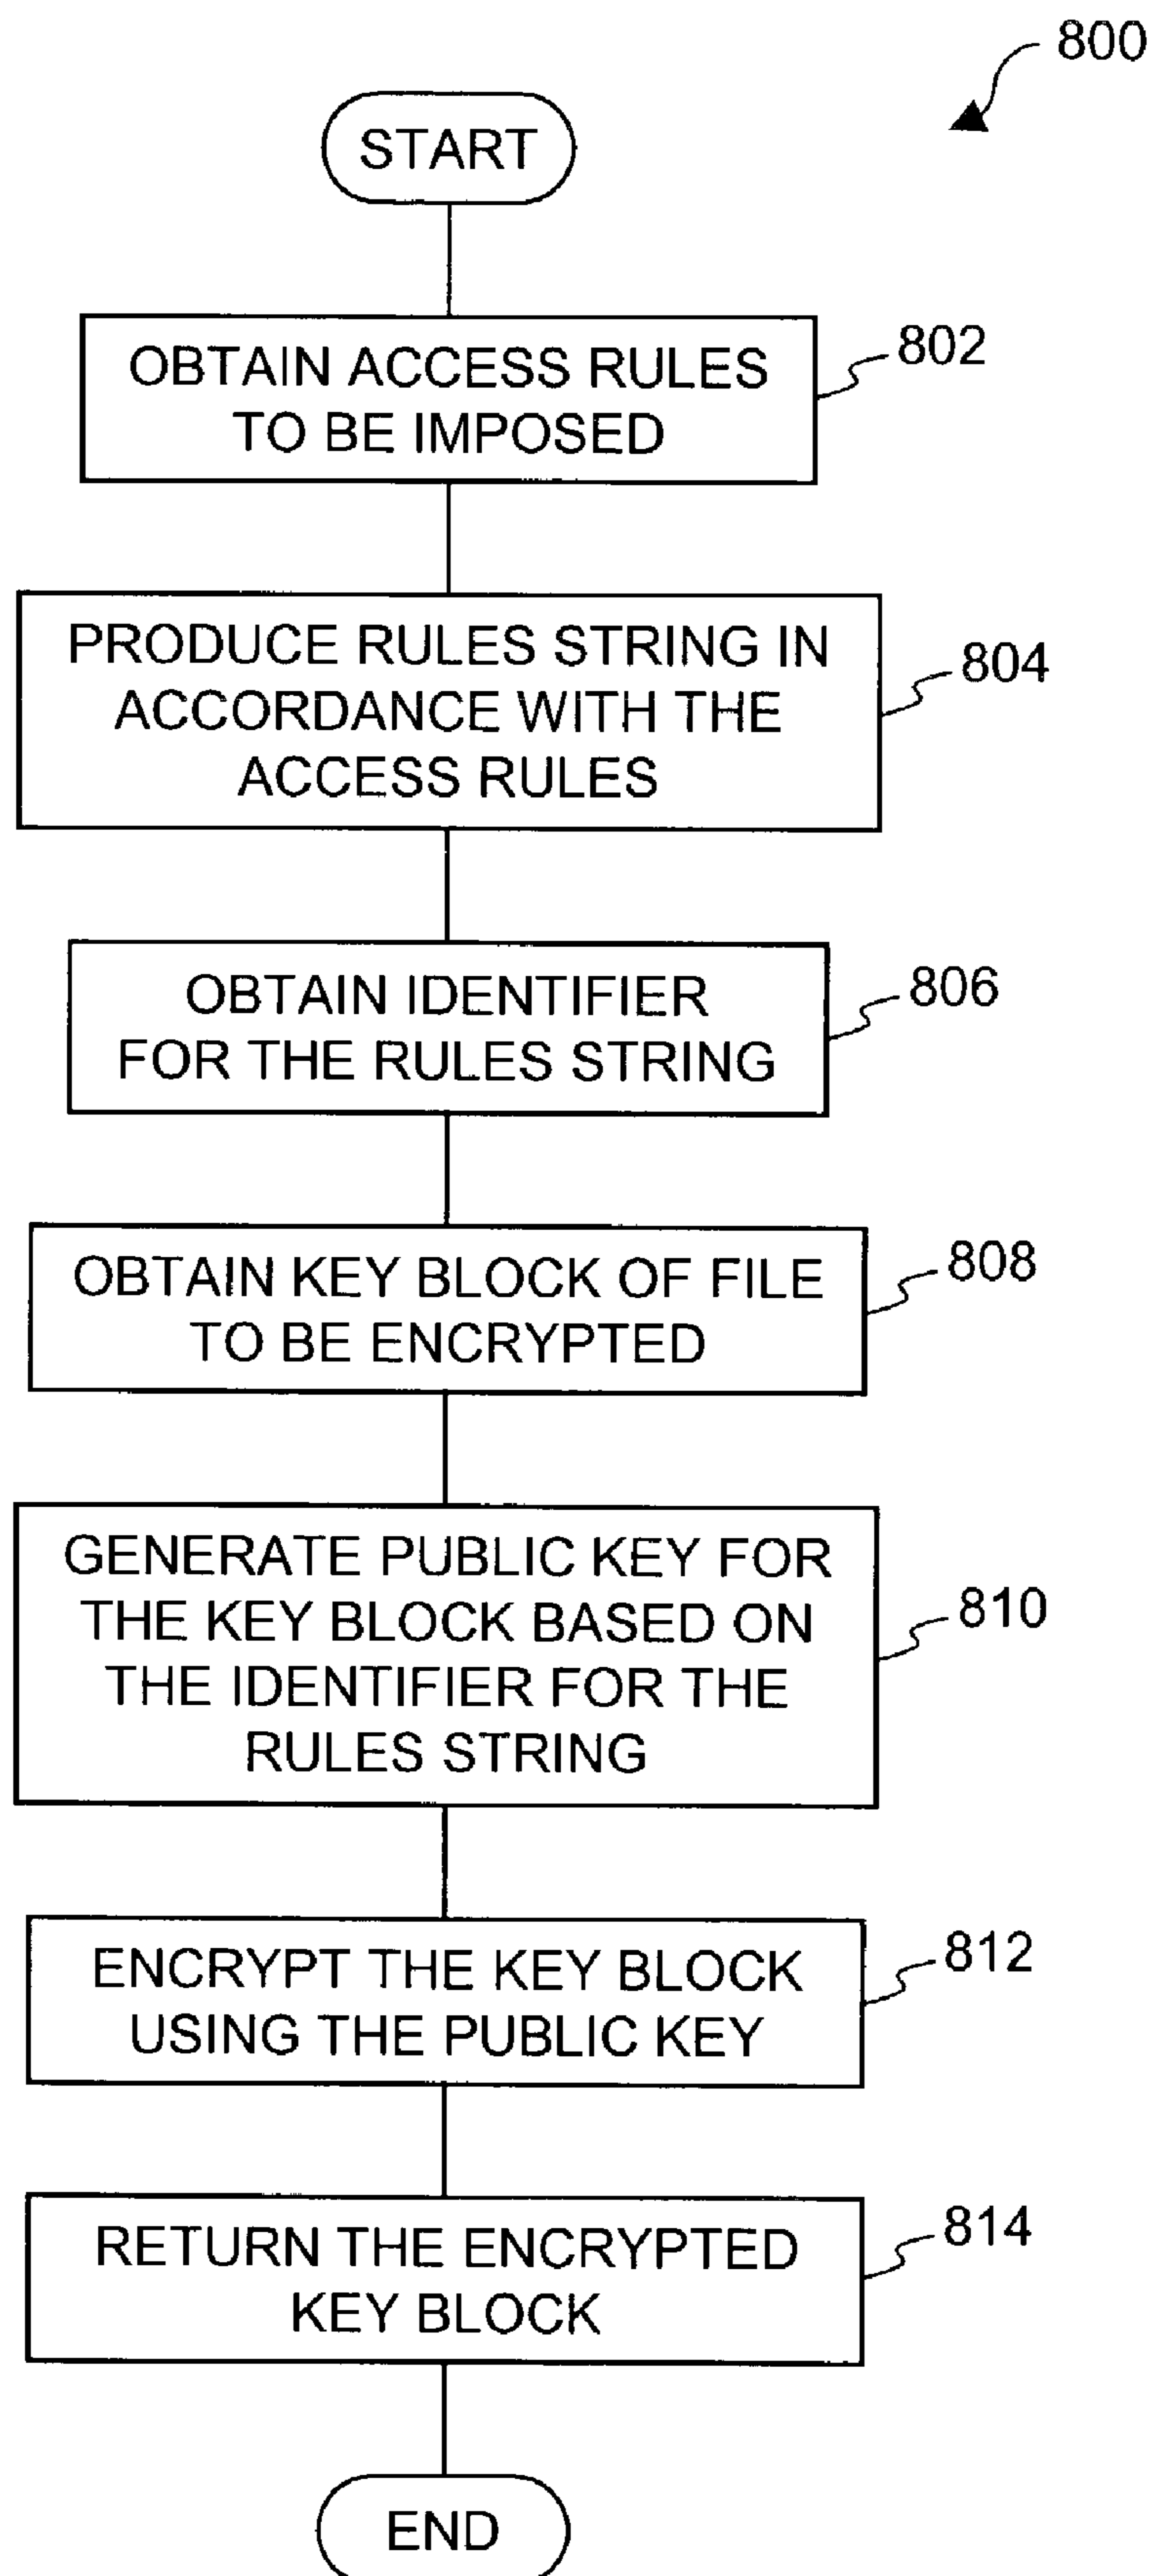 800
START
OBTAIN ACCESS RULES
TO BE IMPOSED
802
PRODUCE RULES STRING IN
ACCORDANCE WITH THE
ACCESS RULES
804
OBTAIN IDENTIFIER
FOR THE RULES STRING
806
OBTAIN KEY BLOCK OF FILE
TO BE ENCRYPTED
808
GENERATE PUBLIC KEY FOR
THE KEY BLOCK BASED ON
THE IDENTIFIER FOR THE
RULES STRING
810
ENCRYPT THE KEY BLOCK
USING THE PUBLIC KEY
812
RETURN THE ENCRYPTED
KEY BLOCK
814
END